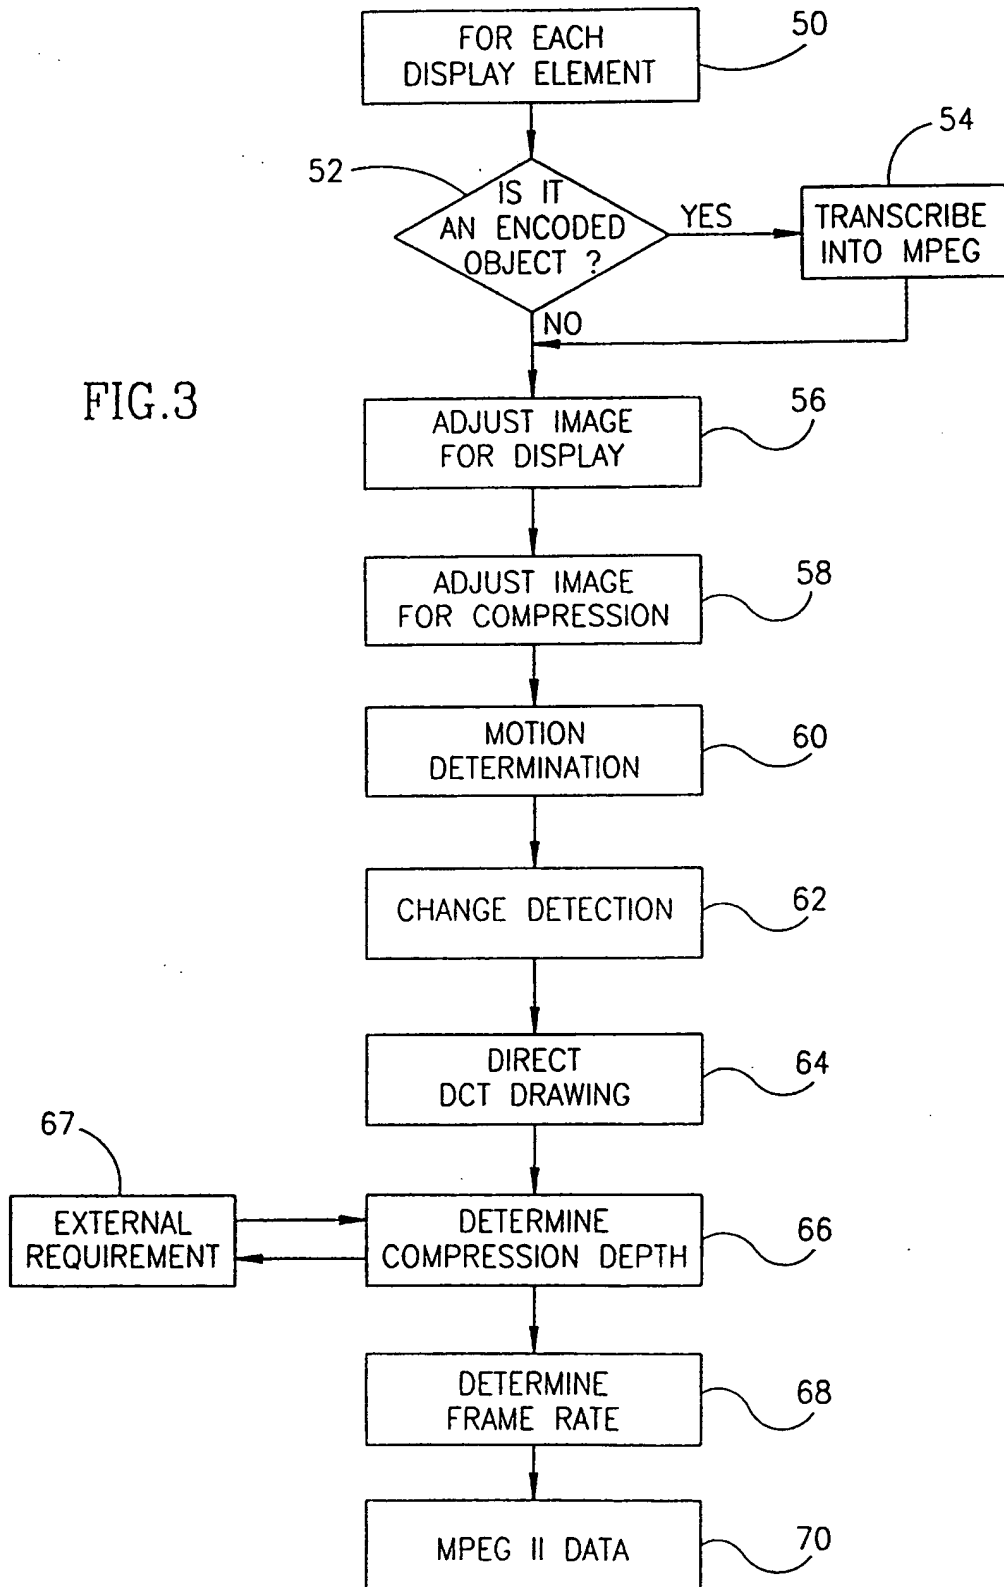 FOR EACH
DISPLAY ELEMENT
50
52
IS IT
AN ENCODED
OBJECT ?
YES
54
TRANSCRIBE
INTO MPEG
NO
FIG.3
ADJUST IMAGE
FOR DISPLAY
56
ADJUST IMAGE
FOR COMPRESSION
58
MOTION
DETERMINATION
60
CHANGE DETECTION
62
DIRECT
DCT DRAWING
64
67
EXTERNAL
REQUIREMENT
DETERMINE
COMPRESSION DEPTH
66
DETERMINE
FRAME RATE
68
MPEG II DATA
70